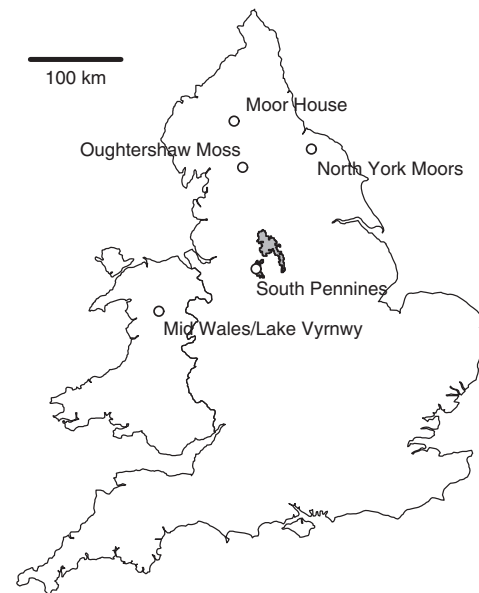 100 km
Moor House
Oughtershaw Moss
North York Moors
South Pennines
Mid Wales/Lake Vyrnwy